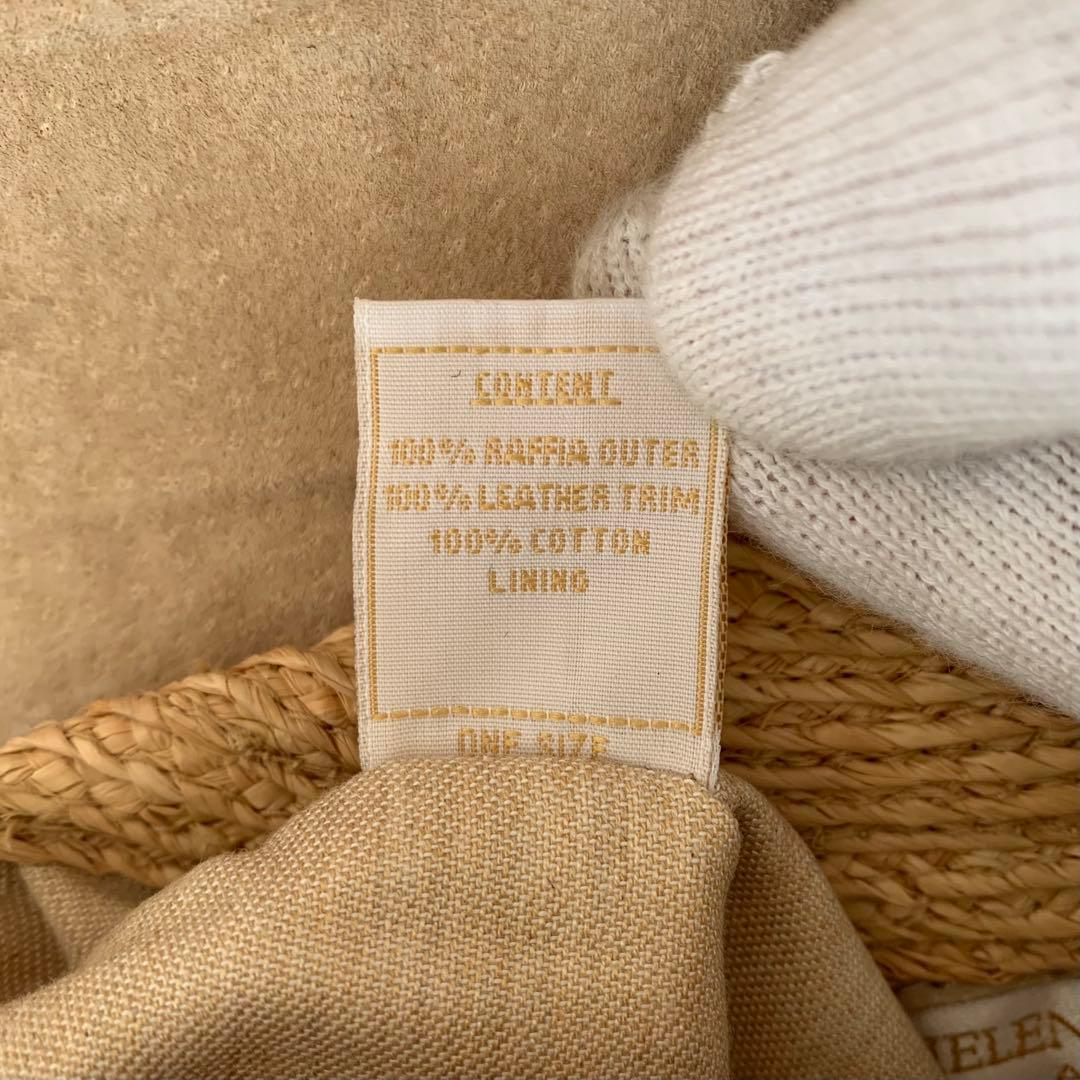 CONTENT
100% RAFFIA OUTER
100% LEATHER TRIM
100% COTTON
LINING
ONE SIZE